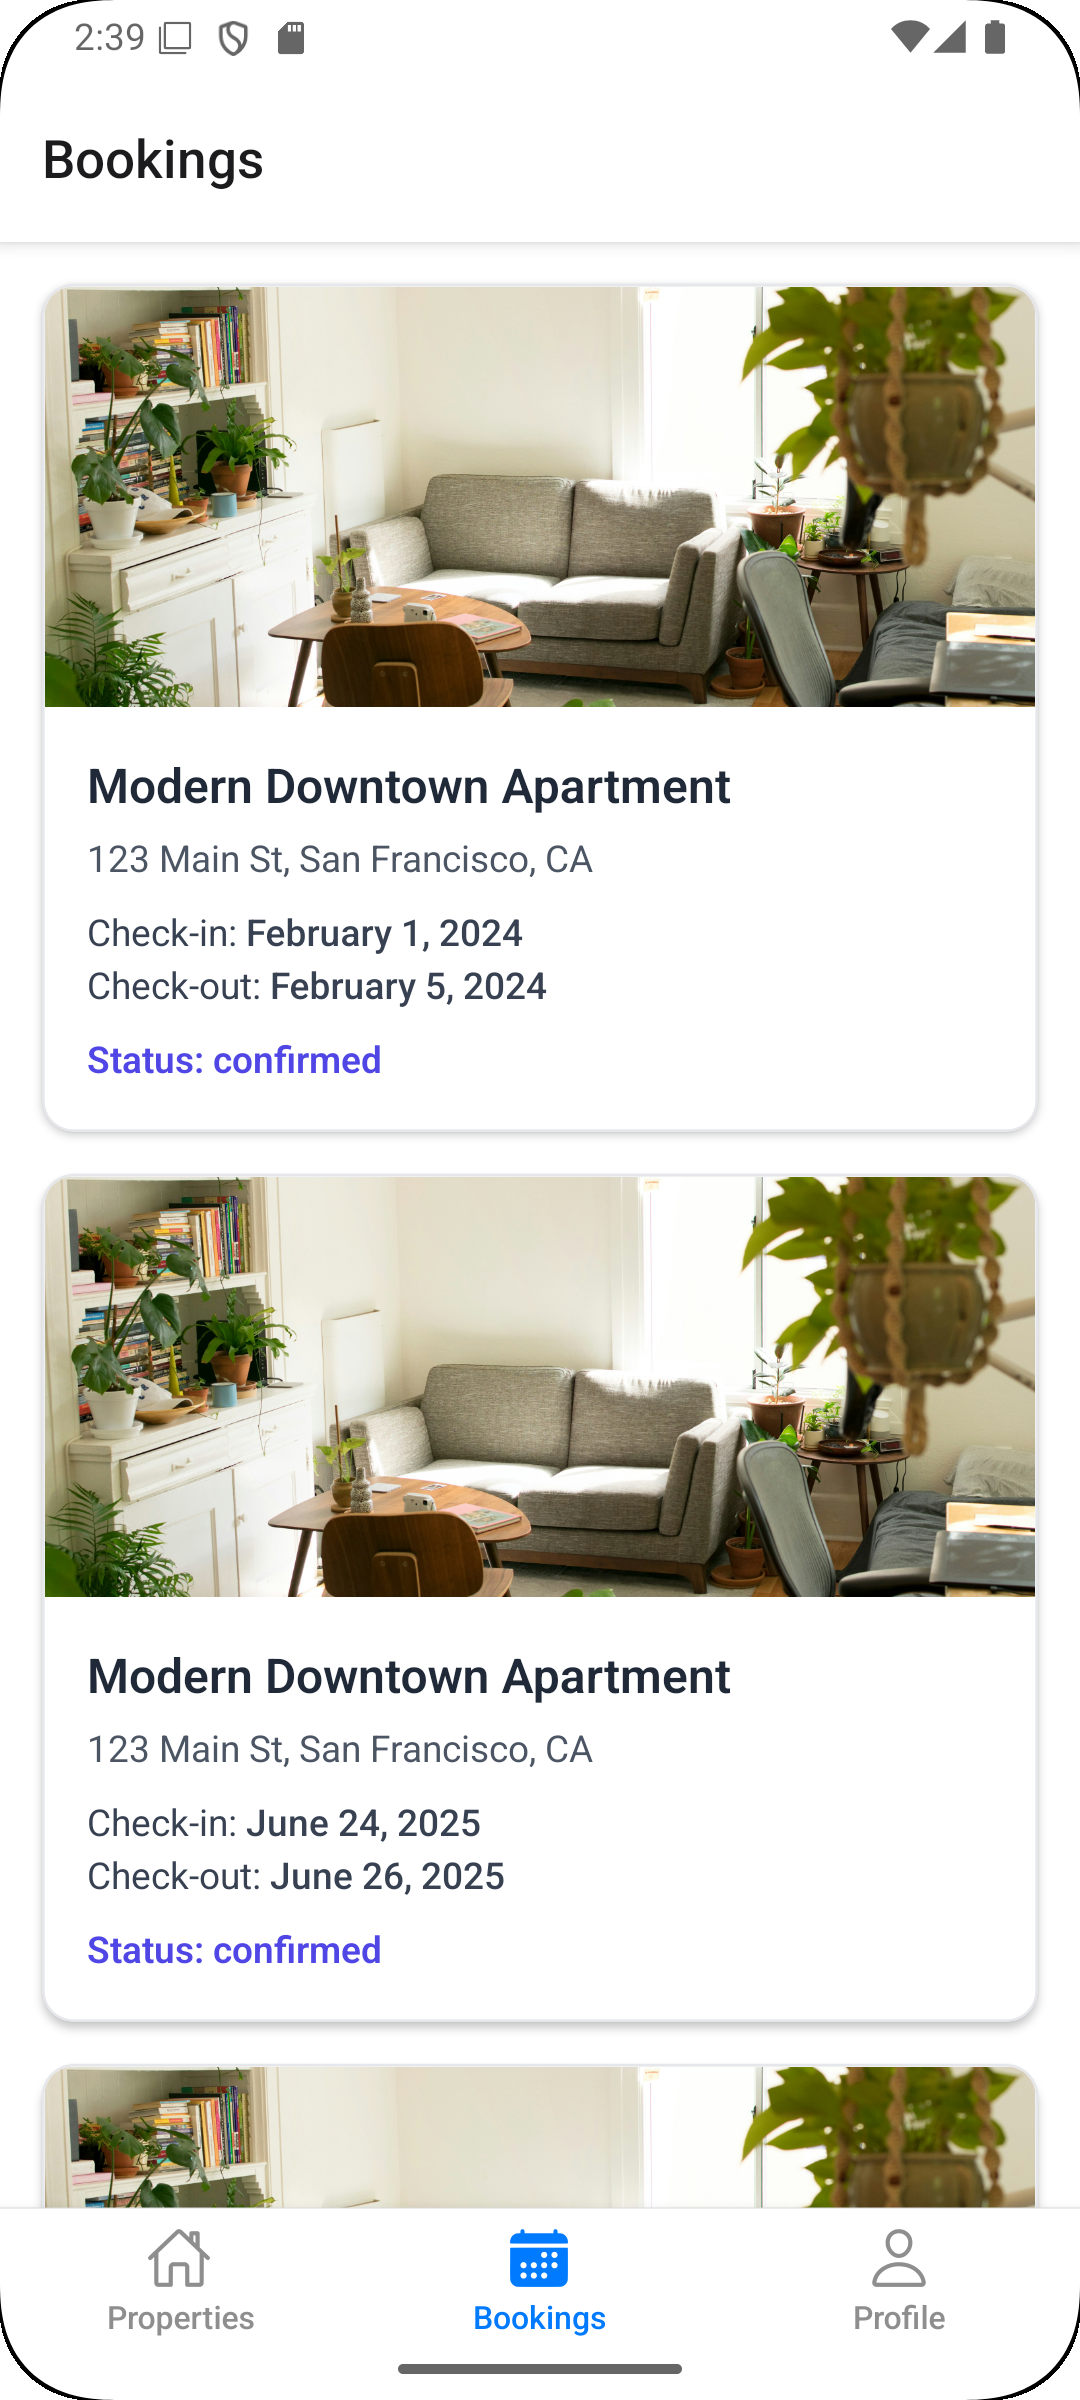 2:39
Bookings
Modern Downtown Apartment
123 Main St, San Francisco, CA
Check-in: February 1, 2024
Check-out: February 5, 2024
Status: confirmed
Modern Downtown Apartment
123 Main St, San Francisco, CA
Check-in: June 24, 2025
Check-out: June 26, 2025
Status: confirmed
Properties
Bookings
Profile